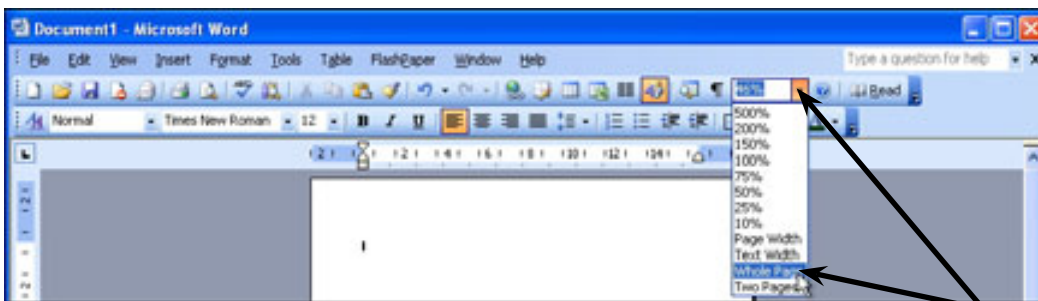 Document1 - Microsoft Word
File Edit View Insert Format Tools Table FlashPaper Window Help Type a question for help
Read
Normal Times New Roman 12 B I U
500%
200%
150%
100%
75%
50%
25%
10%
Page Width
Text Width
Whole Page
Two Pages